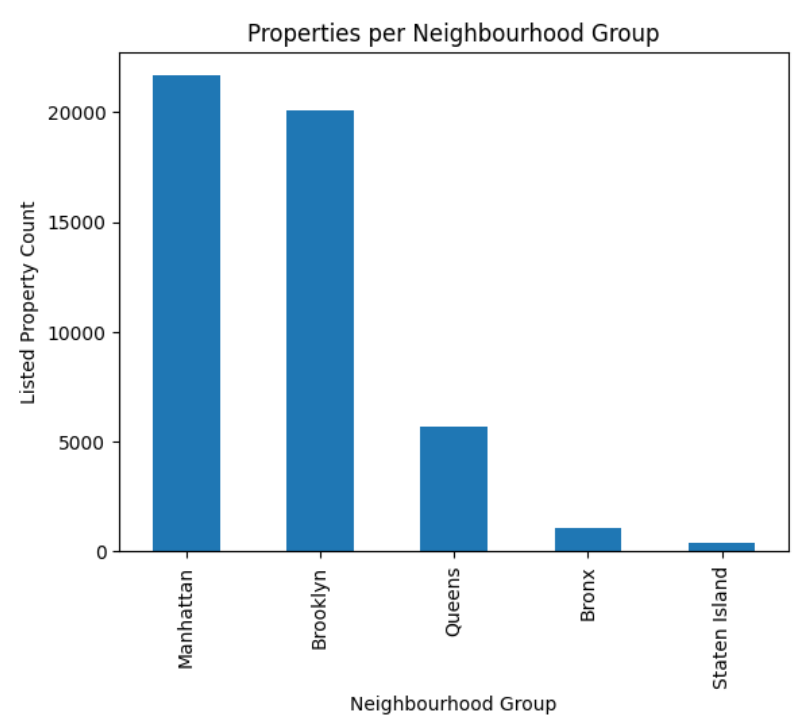 Properties per Neighbourhood Group
Listed Property Count
20000
15000
10000
5000
0
Manhattan
Brooklyn
Queens
Bronx
Staten Island
Neighbourhood Group